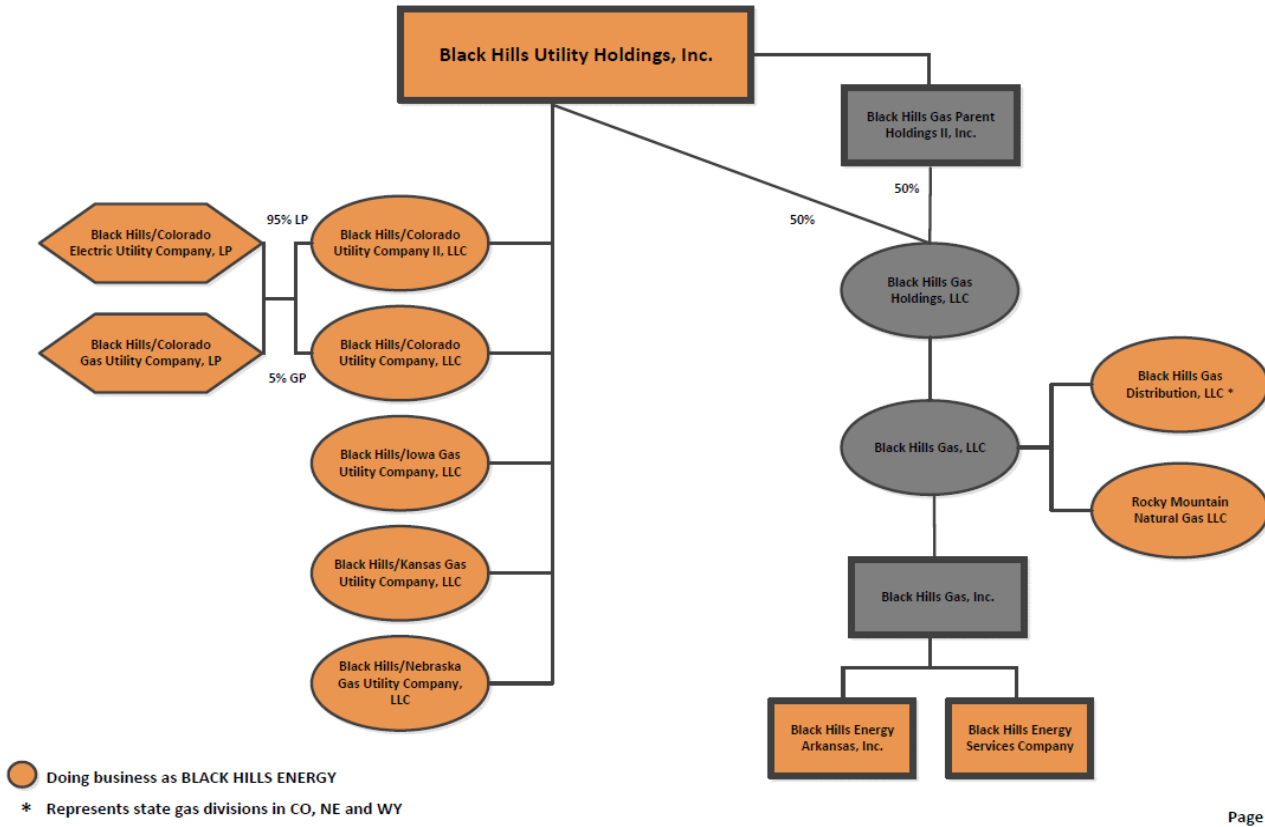 Black Hills Utility Holdings, Inc.
Black Hills Gas Parent
Holdings II, Inc.
50%
50%
95% LP
Black Hills/Colorado
Electric Utility Company, LP
Black Hills/Colorado
Utility Company II, LLC
Black Hills Gas
Holdings, LLC
Black Hills/Colorado
Gas Utility Company, LP
5% GP
Black Hills/Colorado
Utility Company, LLC
Black Hills Gas
Distribution, LLC *
Black Hills/Iowa Gas
Utility Company, LLC
Black Hills Gas, LLC
Rocky Mountain
Natural Gas LLC
Black Hills/Kansas Gas
Utility Company, LLC
Black Hills Gas, Inc.
Black Hills/Nebraska
Gas Utility Company,
LLC
Black Hills Energy
Arkansas, Inc.
Black Hills Energy
Services Company
Doing business as BLACK HILLS ENERGY
* Represents state gas divisions in CO, NE and WY
Page